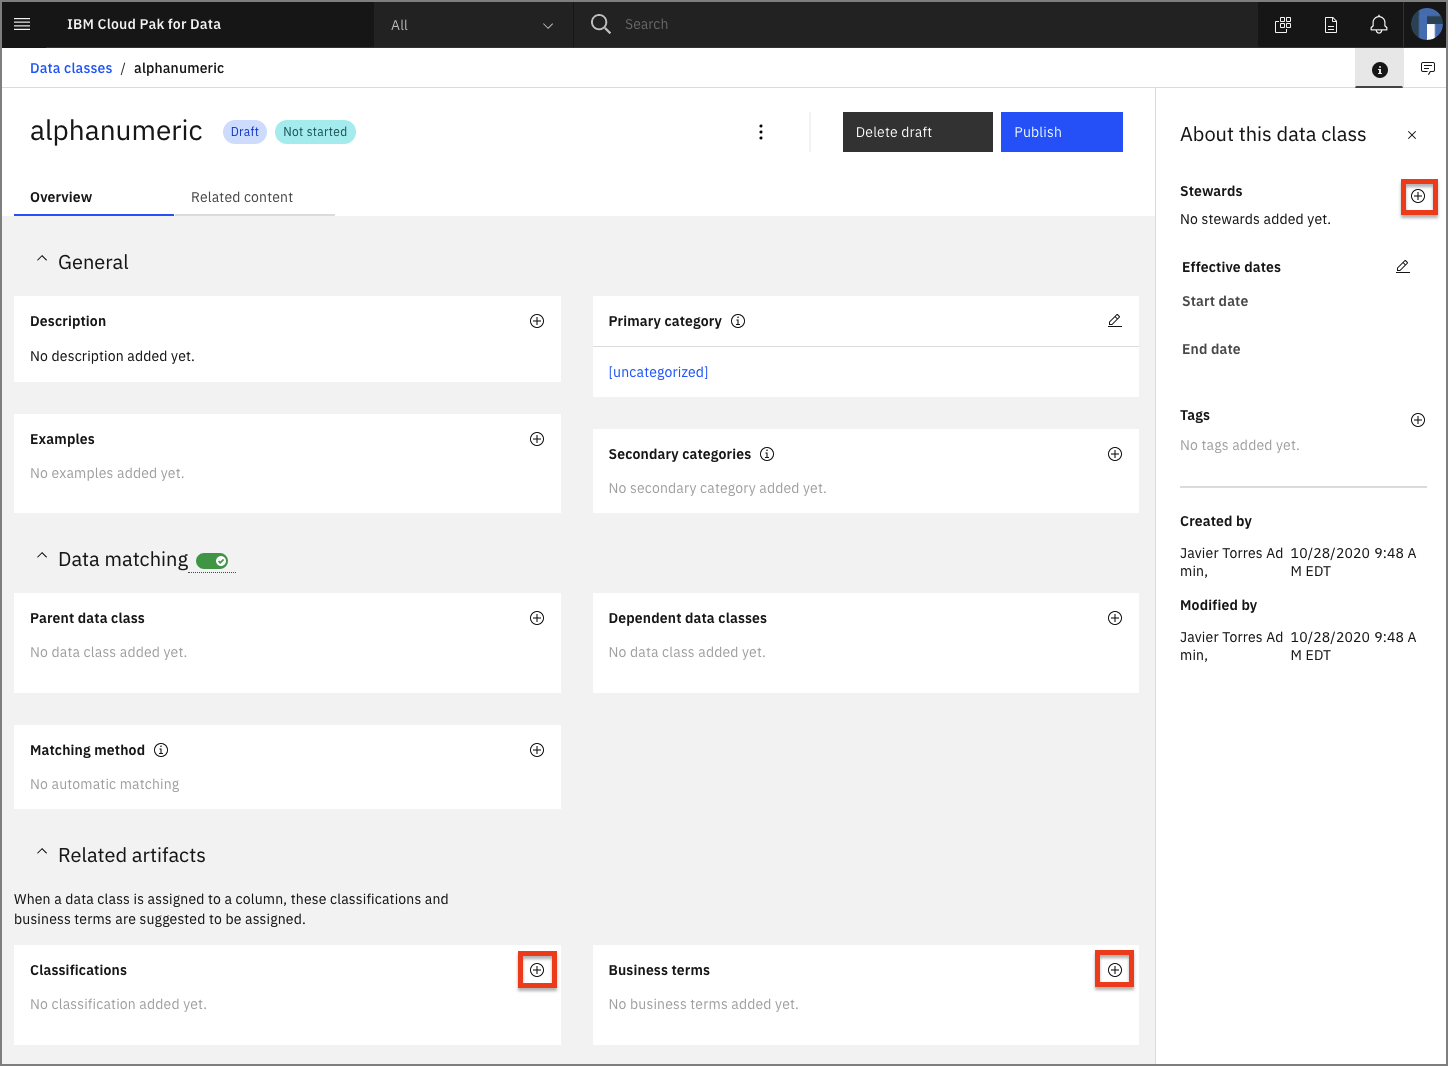 IBM Cloud Pak for Data
All
Search
Data classes / alphanumeric
alphanumeric
Draft
Not started
Delete draft
Publish
Overview
Related content
General
Description
No description added yet.
Primary category
[uncategorized]
Examples
No examples added yet.
Secondary categories
No secondary category added yet.
Data matching
Parent data class
No data class added yet.
Dependent data classes
No data class added yet.
Matching method
No automatic matching
Related artifacts
When a data class is assigned to a column, these classifications and
business terms are suggested to be assigned.
Classifications
No classification added yet.
Business terms
No business terms added yet.
About this data class
Stewards
No stewards added yet.
Effective dates
Start date
End date
Tags
No tags added yet.
Created by
Javier Torres Ad 10/28/2020 9:48 A
min, M EDT
Modified by
Javier Torres Ad 10/28/2020 9:48 A
min, M EDT